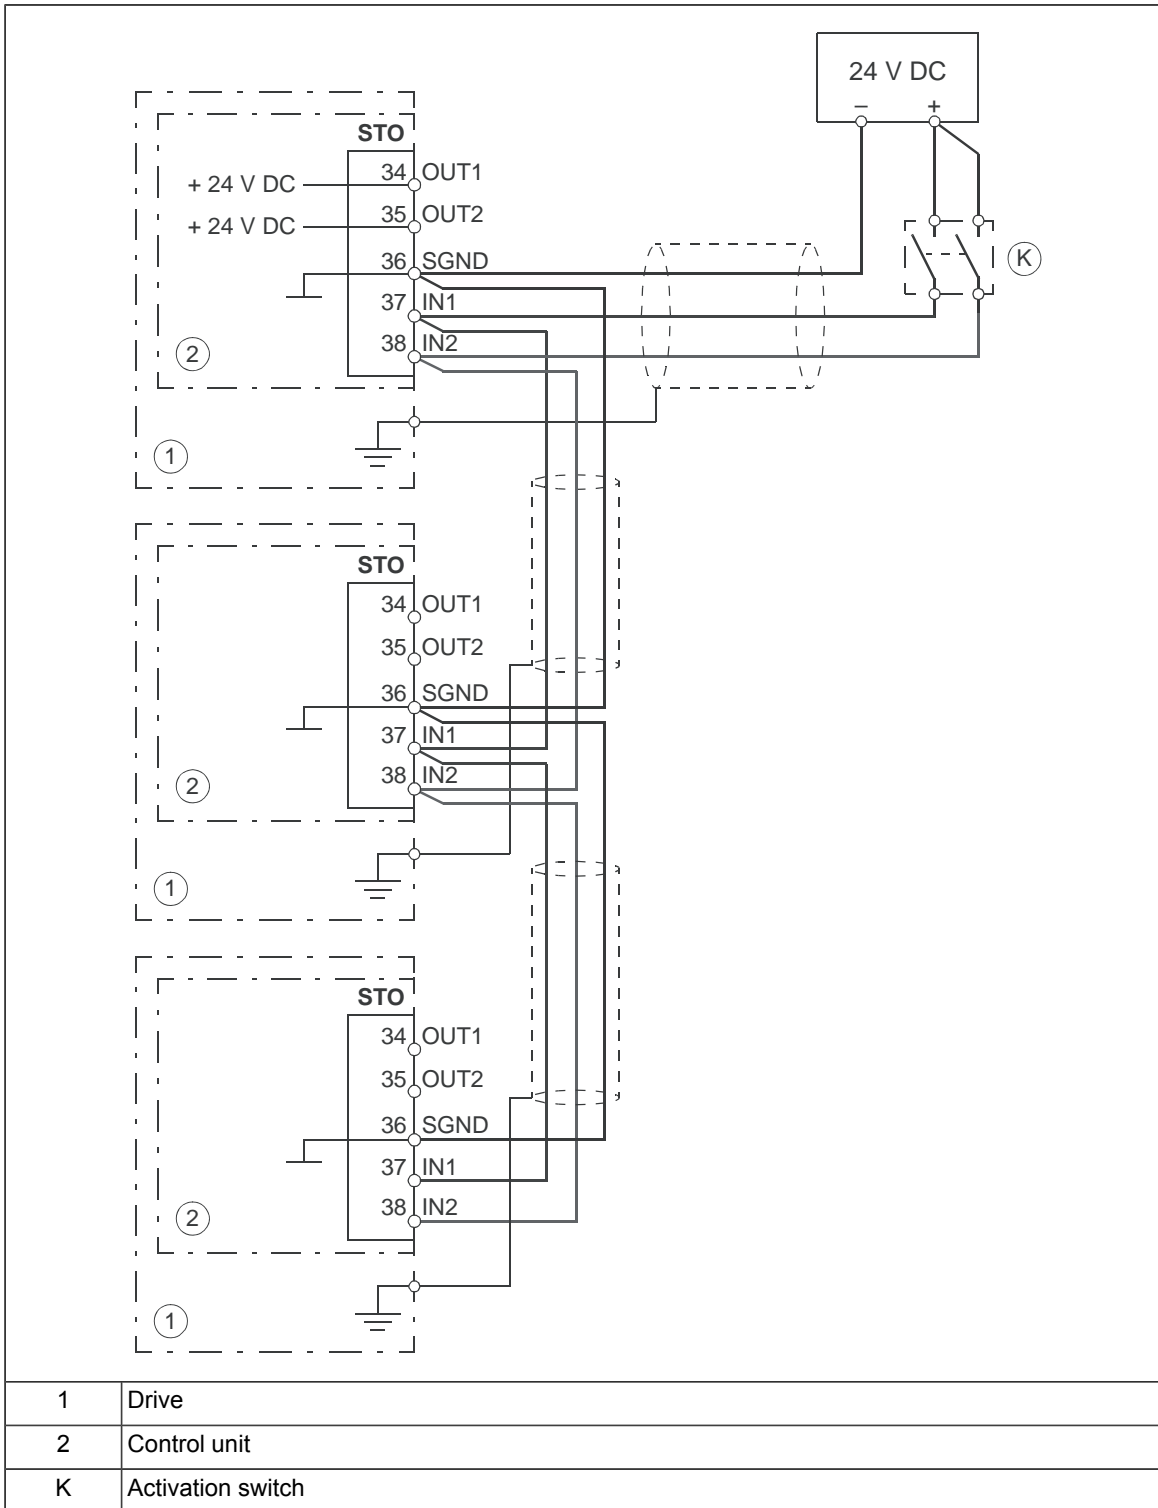 24 V DC
– +
STO
+ 24 V DC
34 OUT1
+ 24 V DC
35 OUT2
36 SGND
K
37 IN1
38 IN2
2
1
STO
34 OUT1
35 OUT2
36 SGND
37 IN1
38 IN2
2
1
STO
34 OUT1
35 OUT2
36 SGND
37 IN1
38 IN2
2
1
1 Drive
2 Control unit
K Activation switch